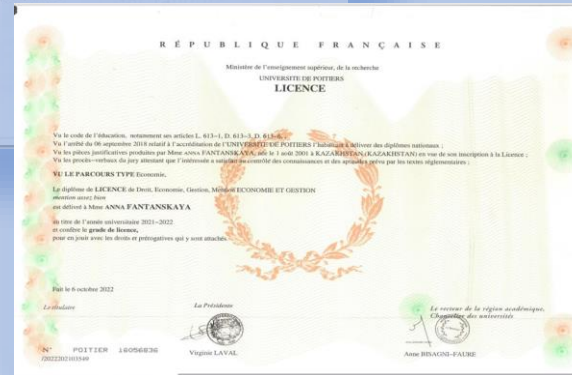 RÉPUBLIQUE FRANÇAISE
Ministère de l'enseignement supérieur, de la recherche
UNIVERSITE DE POITIERS
LICENCE
Vu le code de l'éducation, notamment ses articles L. 613-1, D. 613-3, D. 613-6,
Vu l'arrêté du 06 septembre 2018 relatif à l'accréditation de l'UNIVERSITÉ DE POITIERS l'habilitant à délivrer des diplômes nationaux ;
Vu les pièces justificatives produites par Mme ANNA FANTANSKAYA, née le 1 août 2001 à KAZAKHSTAN (KAZAKHSTAN) en vue de son inscription à la Licence ;
Vu les procès-verbaux du jury attestant que l'intéressée a satisfait au contrôle des connaissances et des aptitudes prévu par les textes réglementaires ;
VU LE PARCOURS TYPE Economie,
Le diplôme de LICENCE de Droit, Economie, Gestion, Mention ECONOMIE ET GESTION
mention assez bien
est délivré à Mme ANNA FANTANSKAYA
au titre de l'année universitaire 2021-2022
et confère le grade de licence,
pour en jouir avec les droits et prérogatives qui y sont attachés.
Fait le 6 octobre 2022
Le titulaire
La Présidente
Le recteur de la région académique,
Chancelier des universités
N° POITIER 16056836
Virginie LAVAL
Anne BISAGNI-FAURE